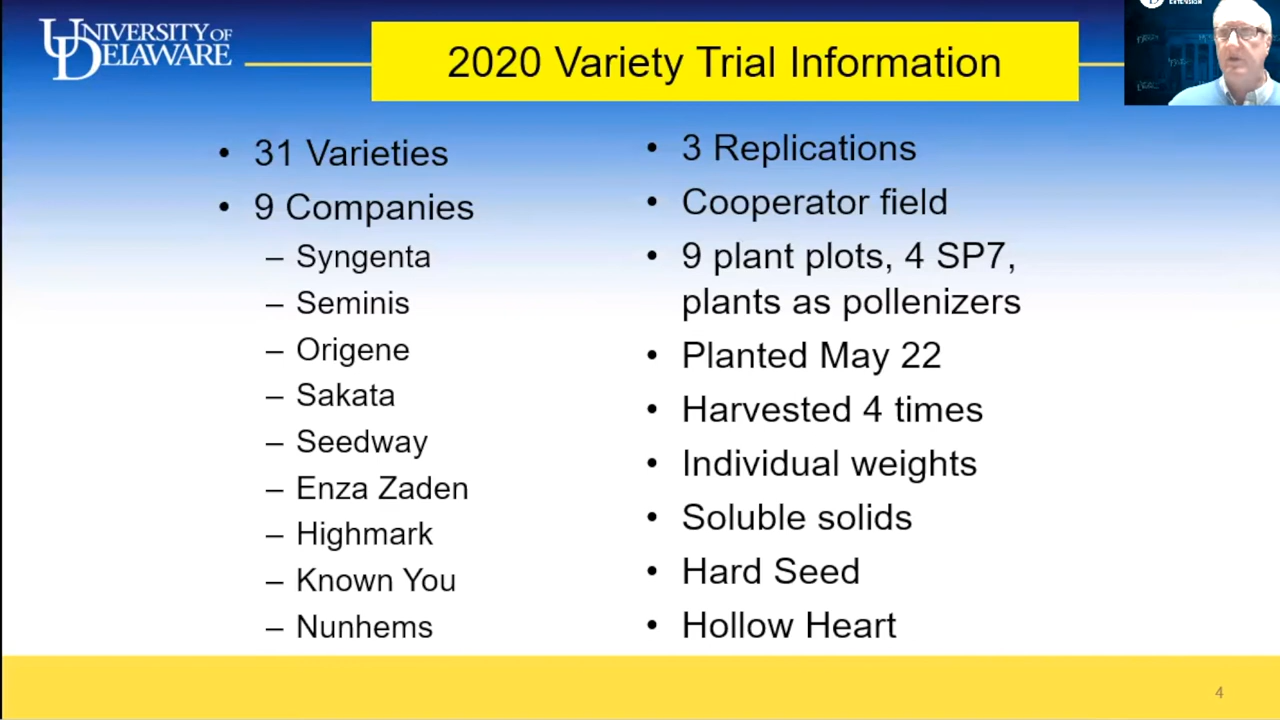 UNIVERSITY OF
DELAWARE
2020 Variety Trial Information
EXTENSION
• 31 Varieties
• 9 Companies
– Syngenta
– Seminis
– Origene
– Sakata
– Seedway
– Enza Zaden
– Highmark
– Known You
– Nunhems
• 3 Replications
• Cooperator field
• 9 plant plots, 4 SP7,
plants as pollenizers
• Planted May 22
• Harvested 4 times
• Individual weights
• Soluble solids
• Hard Seed
• Hollow Heart
4